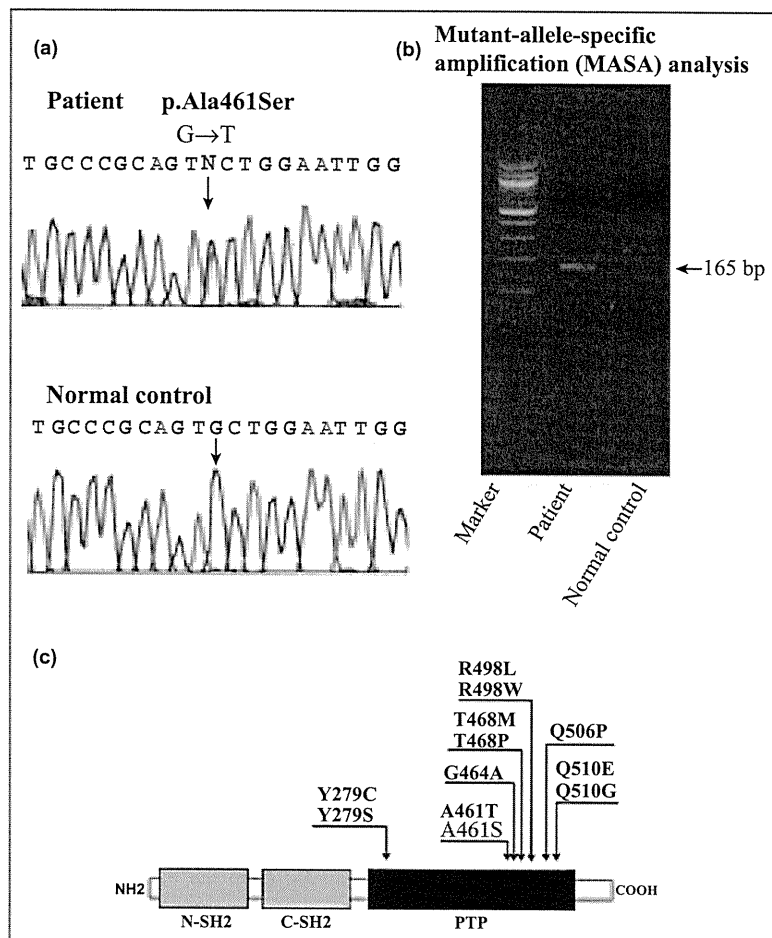 (a)
Patient p.Ala461Ser
G→T
T G C C C G C A G T N C T G G A A T T G G
Normal control
T G C C C G C A G T G C T G G A A T T G G
(b)
Mutant-allele-specific
amplification (MASA) analysis
←165 bp
Marker
Patient
Normal control
(c)
R498L
R498W
T468M
T468P
Q506P
G464A
Q510E
Q510G
Y279C
Y279S
A461T
A461S
NH2
COOH
N-SH2
C-SH2
PTP